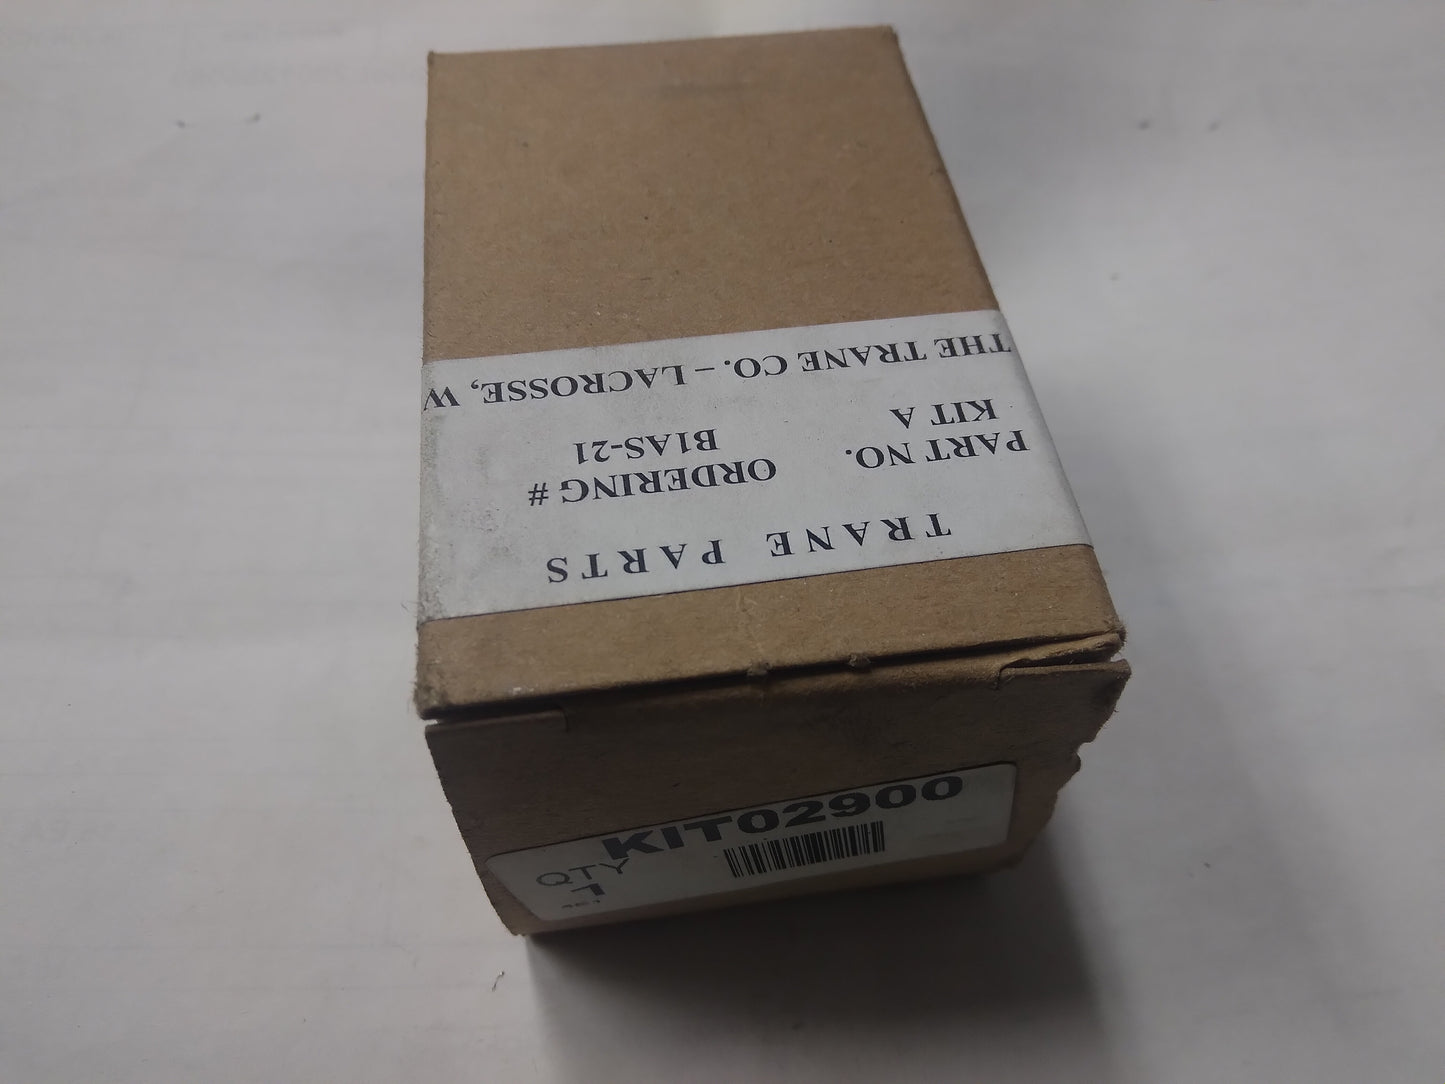 TRANE PARTS
PART NO. ORDERING #
KIT A B1AS-21
THE TRANE CO. – LACROSSE, W
KIT02900
QTY
1